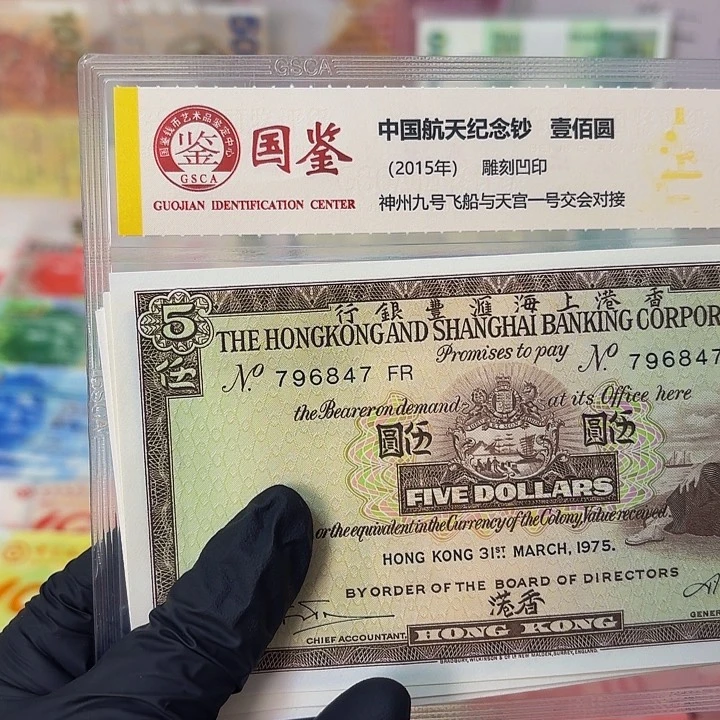 GSCA
国鉴钱币艺术品鉴定中心
鉴
GSCA
国鉴
GUOJIAN IDENTIFICATION CENTER
中国航天纪念钞 壹佰圆
（2015年） 雕刻凹印
神州九号飞船与天宫一号交会对接
5
伍
行銀豐滙海上港香
THE HONGKONG AND SHANGHAI BANKING CORPOR
Promises to pay
No 796847 FR
No 796847
the Bearer on demand at its Office here
圓伍
圓伍
FIVE DOLLARS
or the equivalent in the Currency of the Colony, Value received.
HONG KONG 31ST MARCH, 1975.
BY ORDER OF THE BOARD OF DIRECTORS
港香
CHIEF ACCOUNTANT.
GENER
HONG KONG